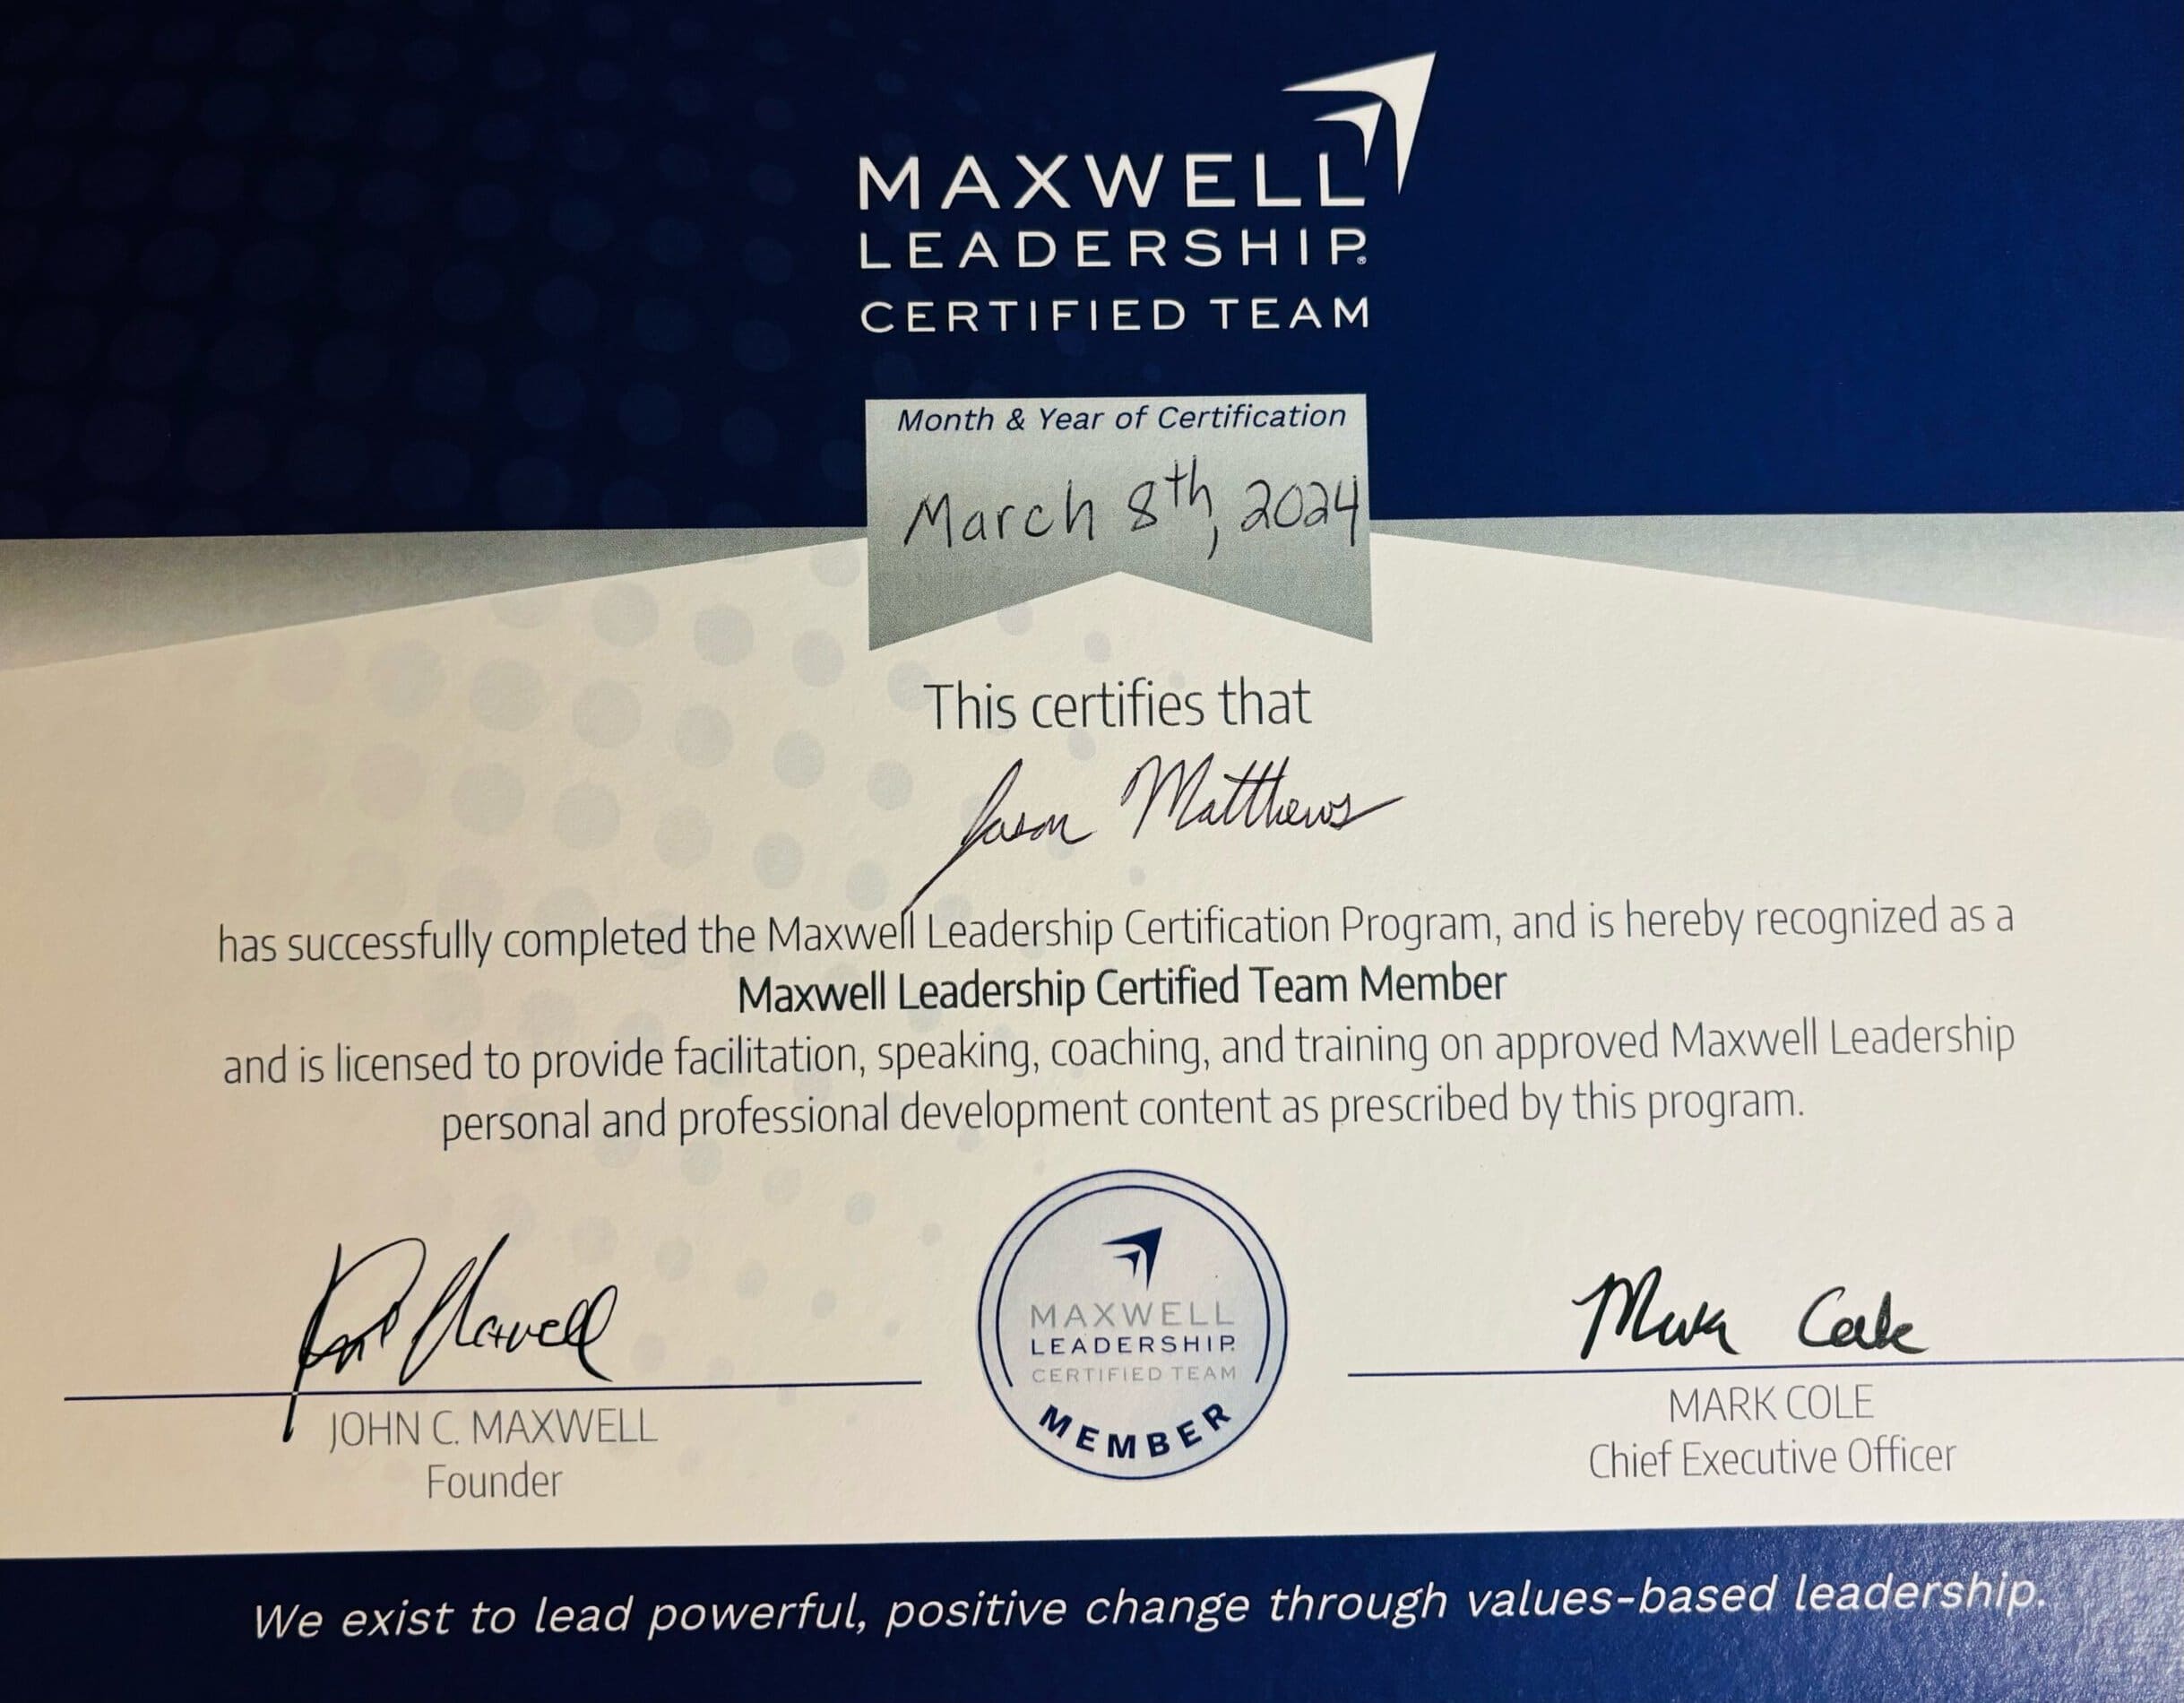 MAXWELL
LEADERSHIP®
CERTIFIED TEAM
Month & Year of Certification
March 8th, 2024
This certifies that
Jason Matthews
has successfully completed the Maxwell Leadership Certification Program, and is hereby recognized as a
Maxwell Leadership Certified Team Member
and is licensed to provide facilitation, speaking, coaching, and training on approved Maxwell Leadership
personal and professional development content as prescribed by this program.
JOHN C. MAXWELL
Founder
MAXWELL
LEADERSHIP
CERTIFIED TEAM
MEMBER
Mark Cole
MARK COLE
Chief Executive Officer
We exist to lead powerful, positive change through values-based leadership.